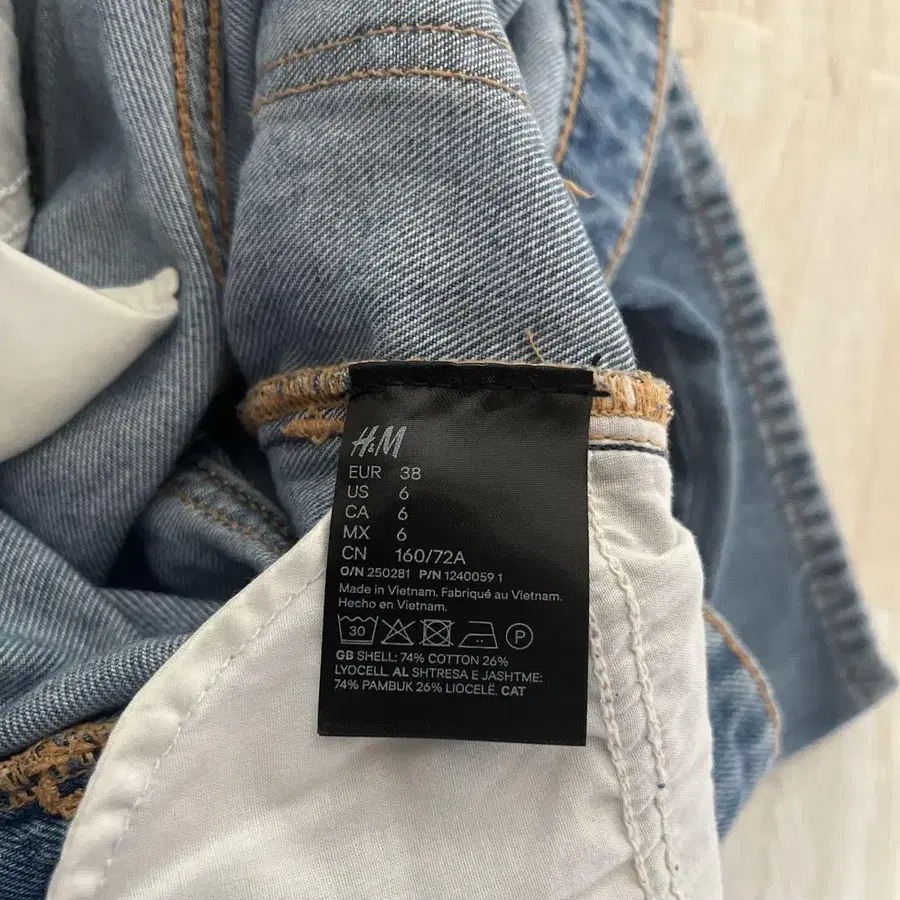 H&M
EUR 38
US 6
CA 6
MX 6
CN 160/72A
O/N 250281 P/N 1240059 1
Made in Vietnam. Fabriqué au Vietnam.
Hecho en Vietnam.
30 P
GB SHELL: 74% COTTON 26%
LYOCELL. AL SHTRESA E JASHTME:
74% PAMBUK 26% LIOCELË. CAT